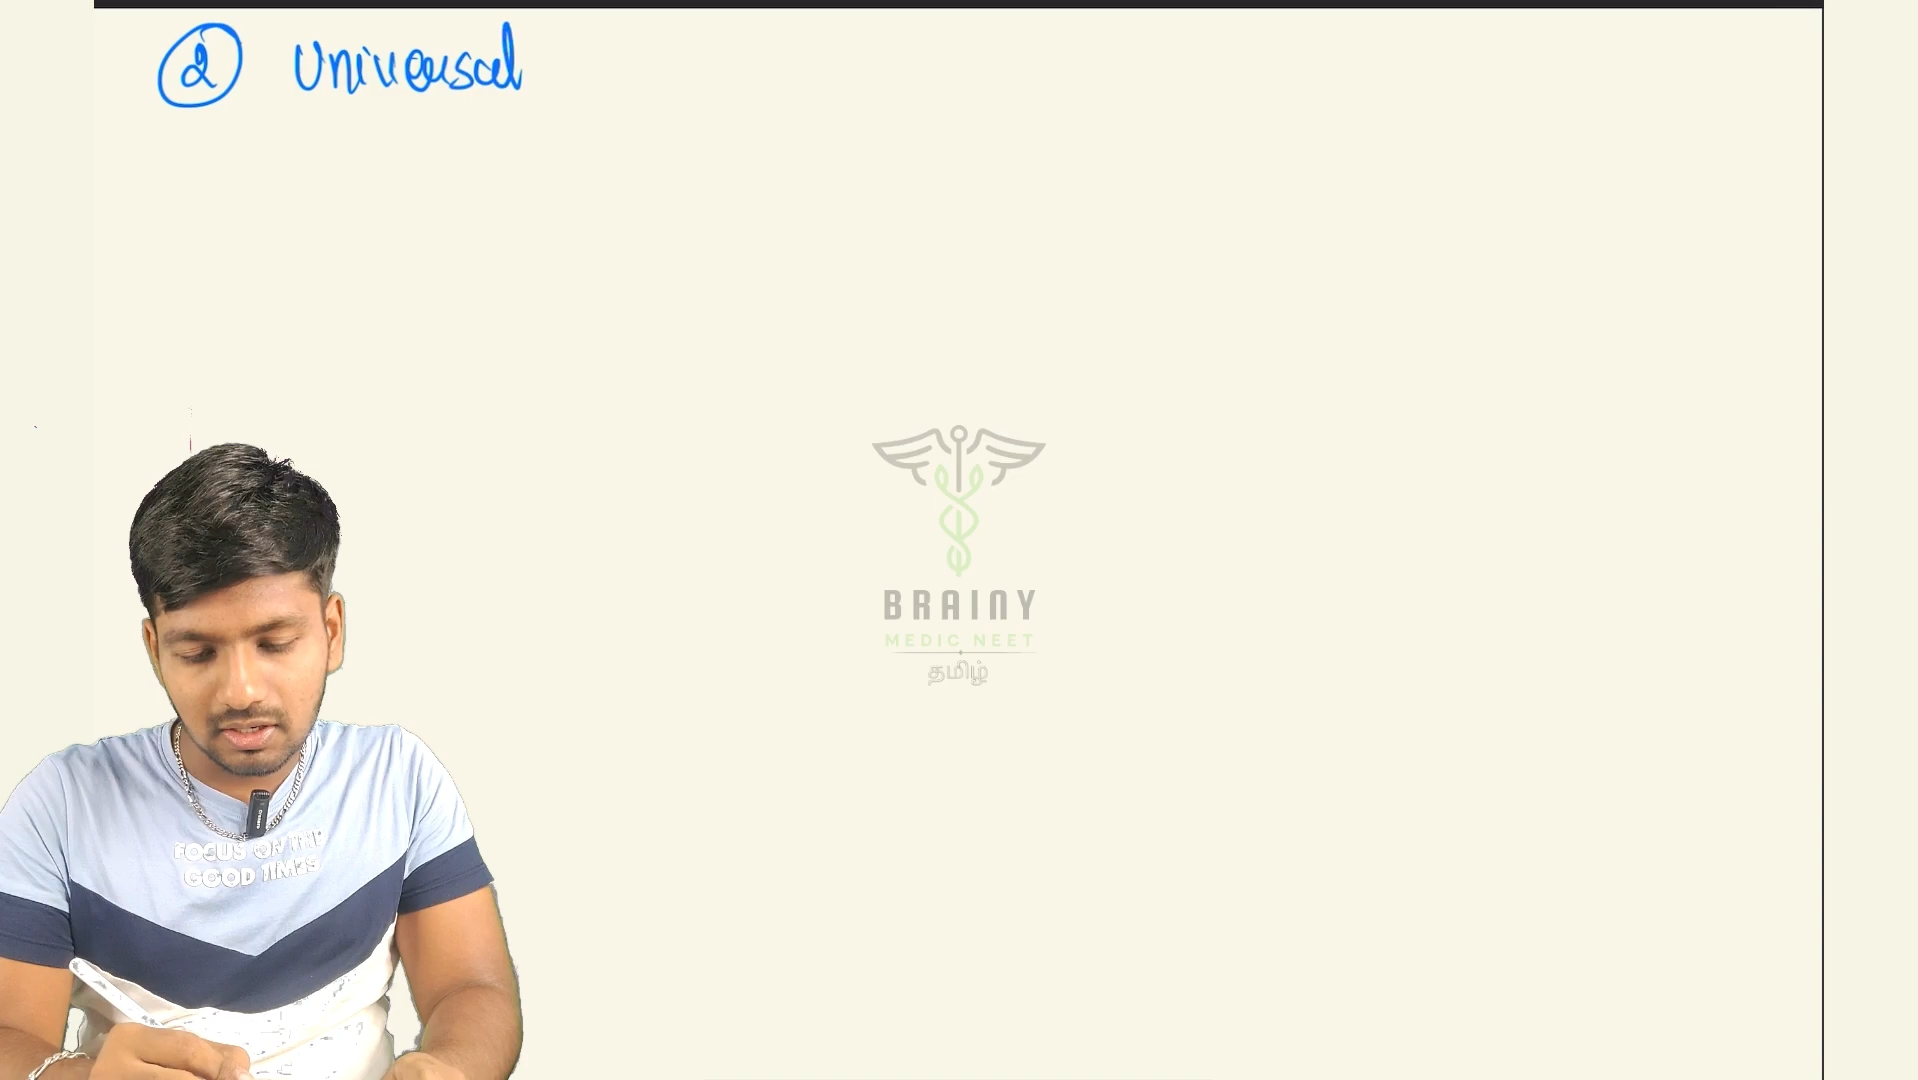 ② Universal
BRAINY
MEDIC NEET
தமிழ்
FOCUS ON THE
GOOD TIMES